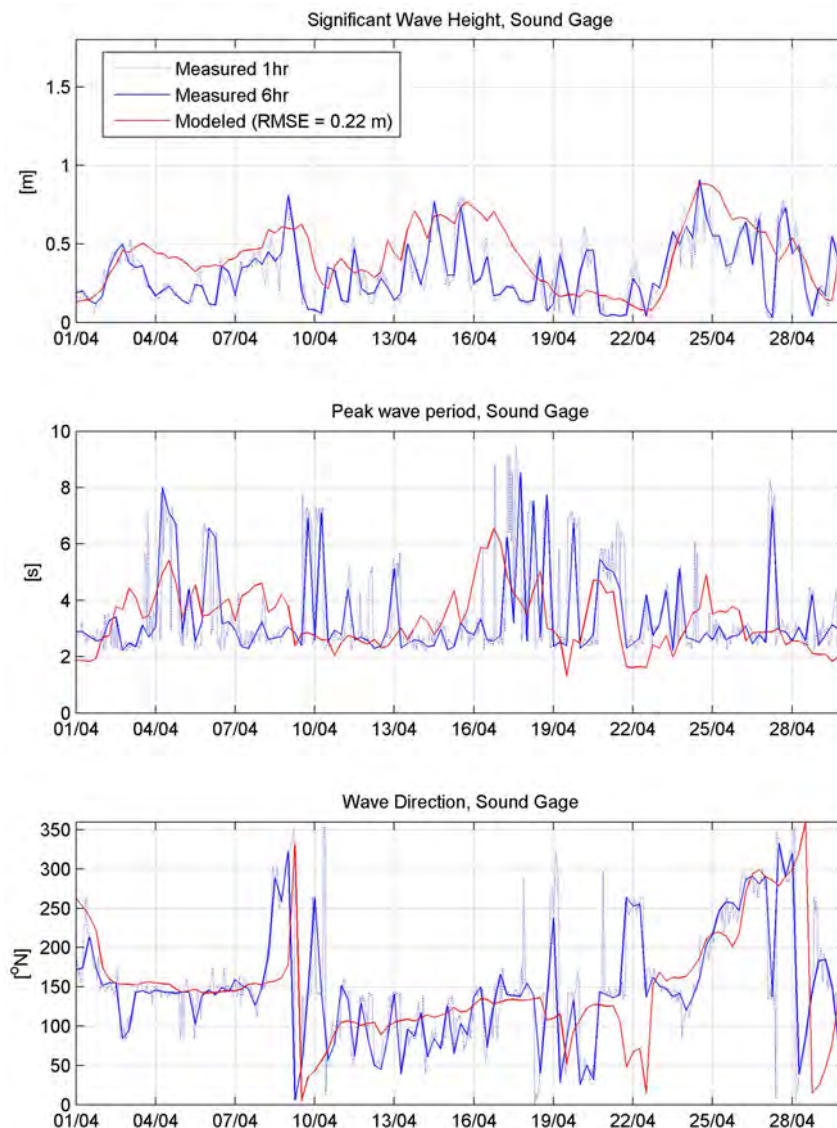 Significant Wave Height, Sound Gage
Measured 1hr
Measured 6hr
Modeled (RMSE = 0.22 m)
[m]
1.5
1
0.5
0
01/04 04/04 07/04 10/04 13/04 16/04 19/04 22/04 25/04 28/04
Peak wave period, Sound Gage
[s]
10
8
6
4
2
0
01/04 04/04 07/04 10/04 13/04 16/04 19/04 22/04 25/04 28/04
Wave Direction, Sound Gage
[°N]
350
300
250
200
150
100
50
0
01/04 04/04 07/04 10/04 13/04 16/04 19/04 22/04 25/04 28/04